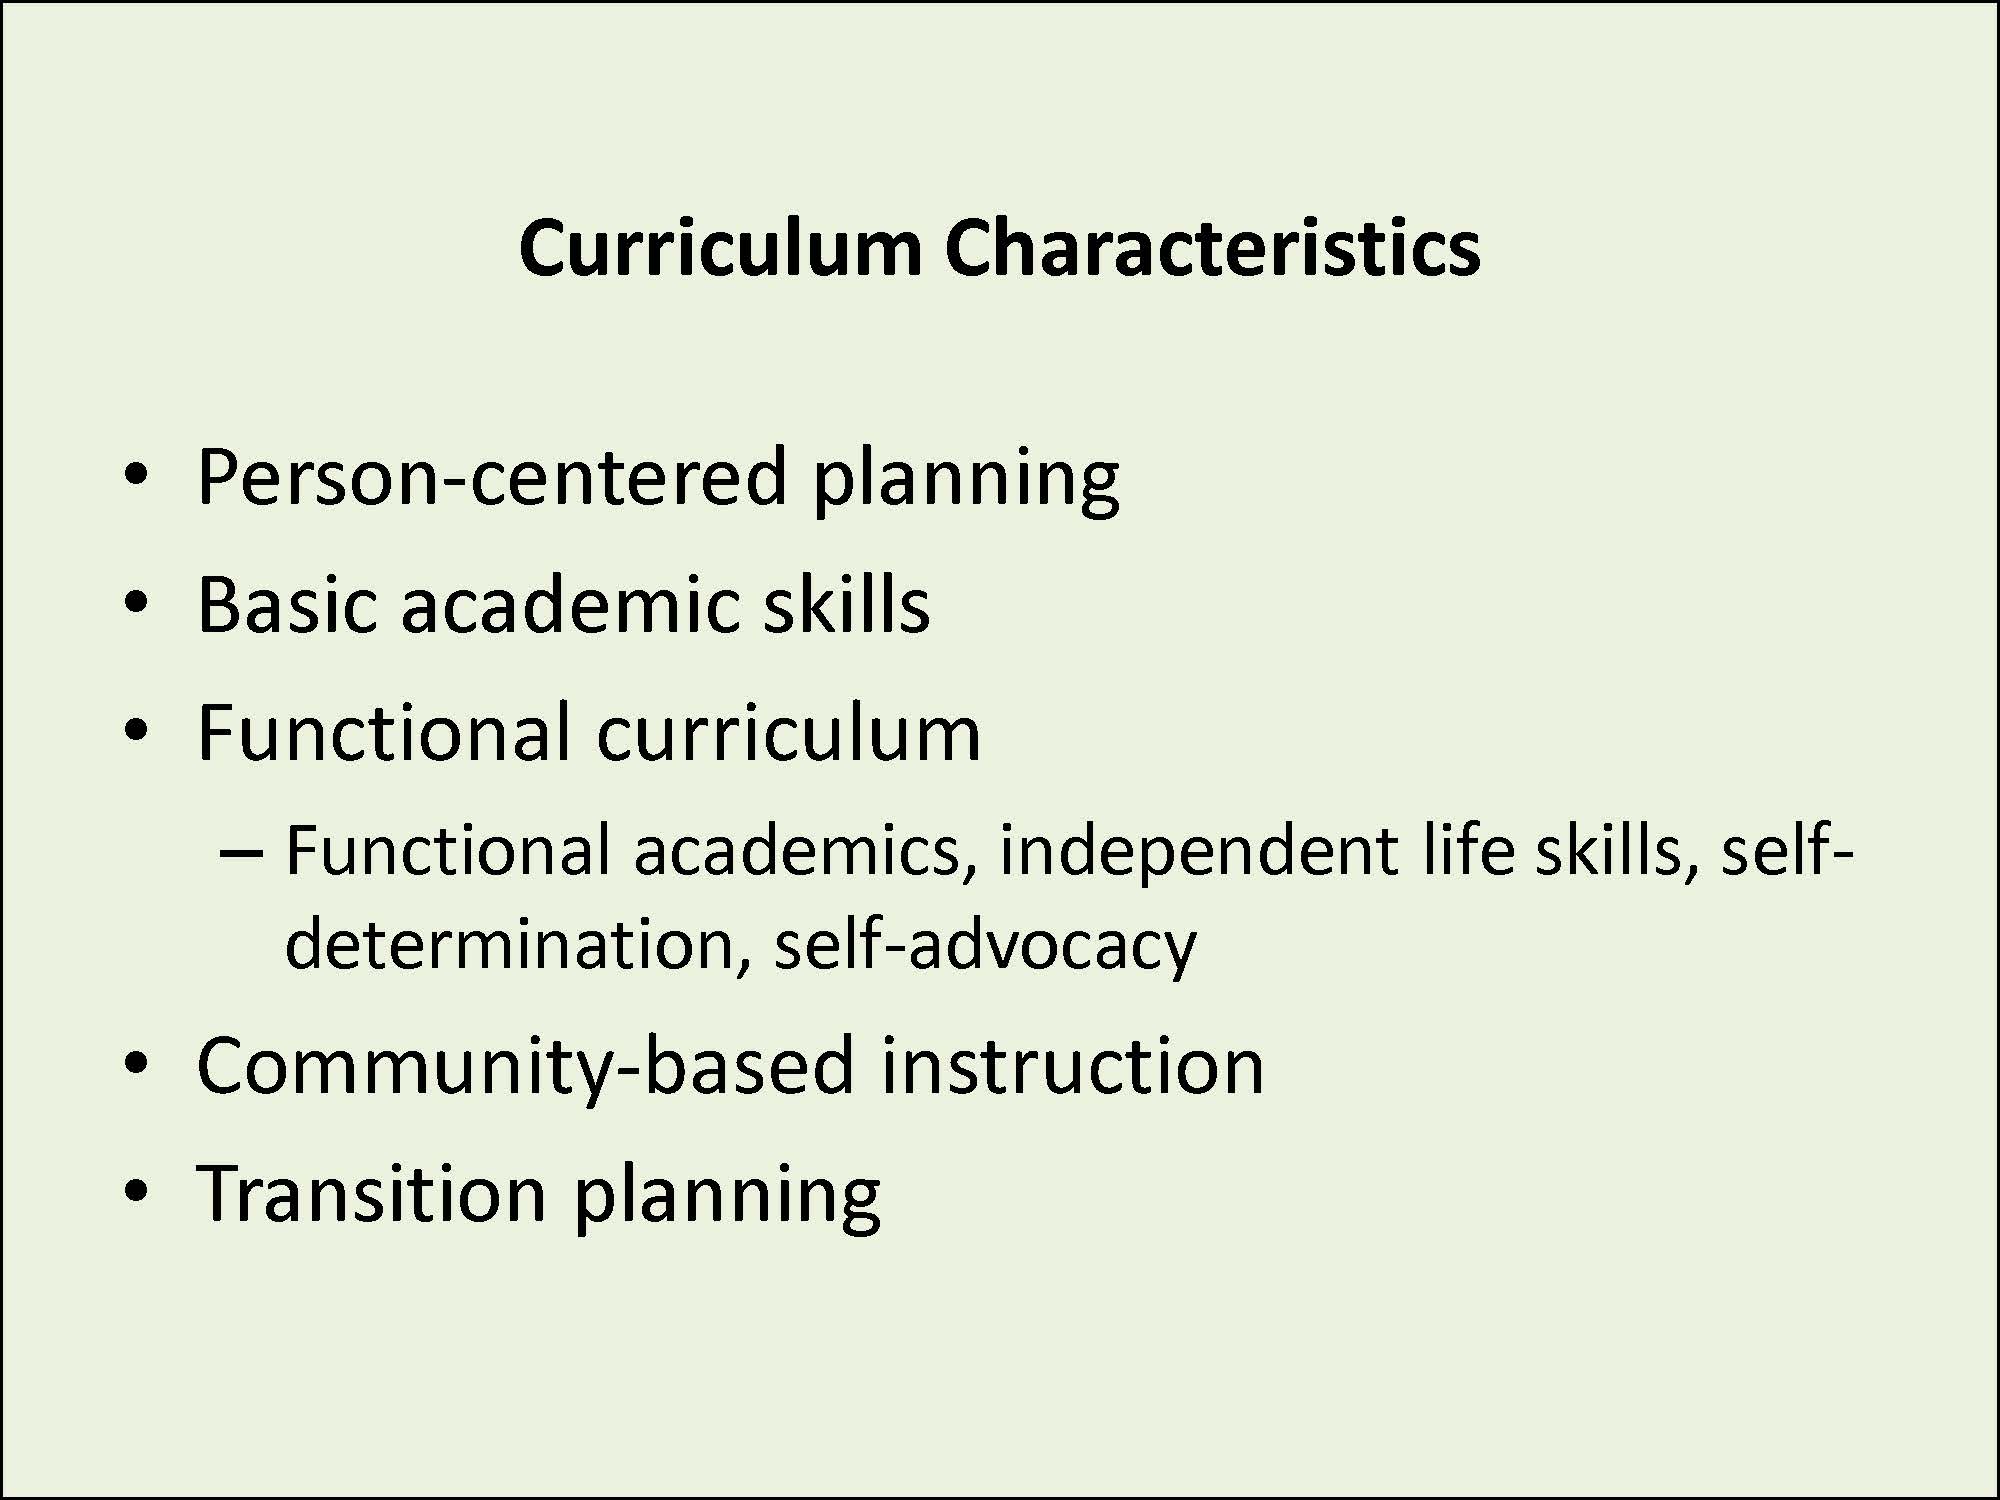 Curriculum Characteristics
• Person-centered planning
• Basic academic skills
• Functional curriculum
– Functional academics, independent life skills, self-
determination, self-advocacy
• Community-based instruction
• Transition planning